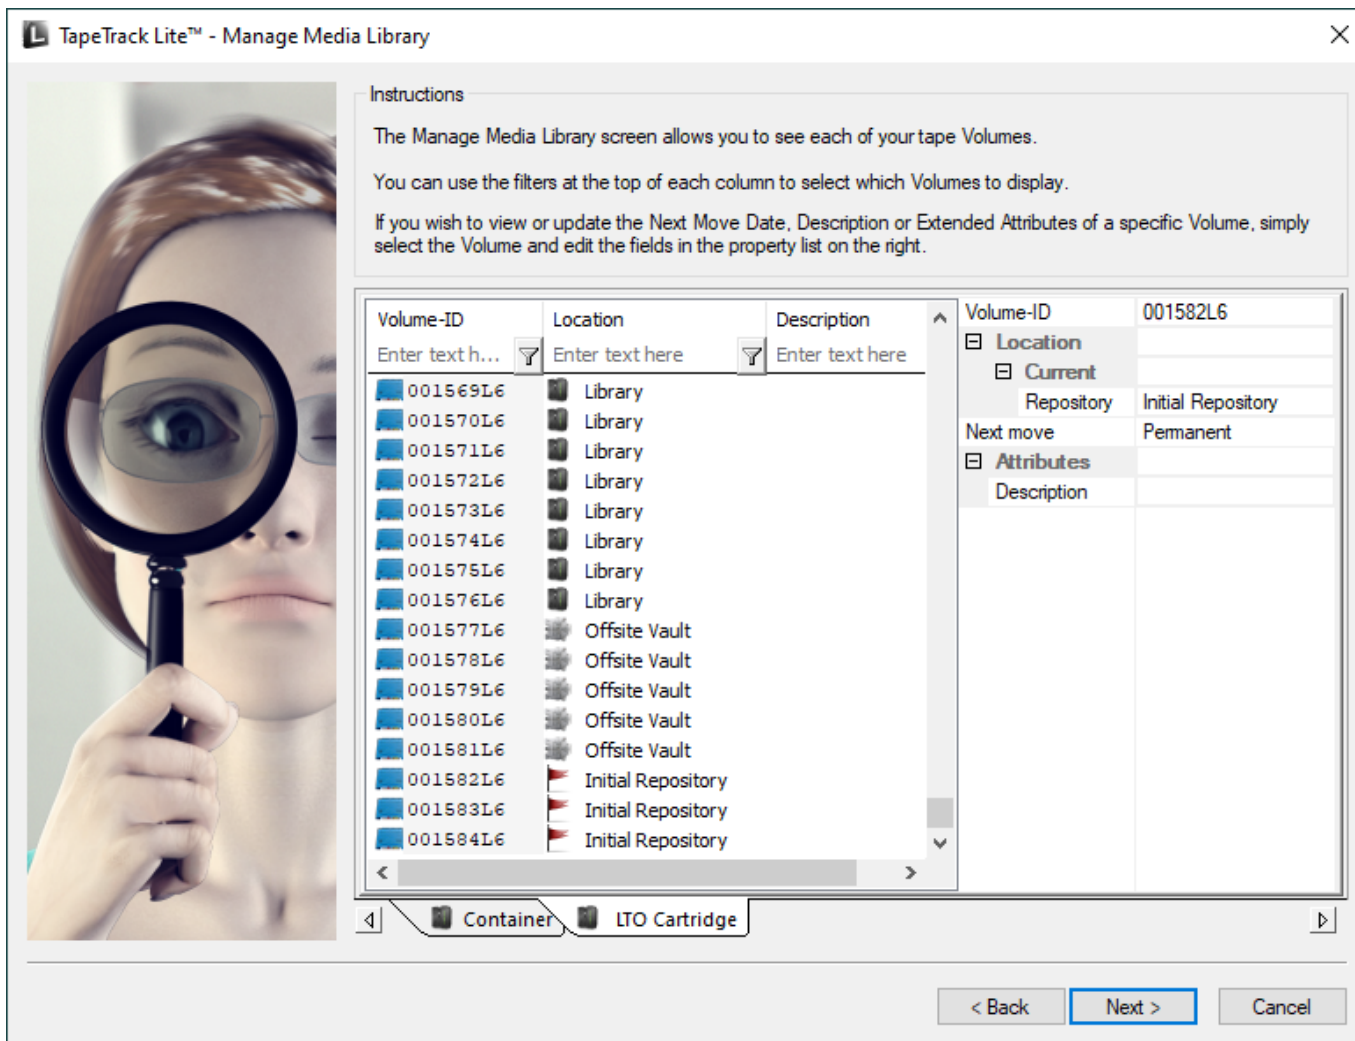 TapeTrack Lite™ - Manage Media Library
Instructions
The Manage Media Library screen allows you to see each of your tape Volumes.
You can use the filters at the top of each column to select which Volumes to display.
If you wish to view or update the Next Move Date, Description or Extended Attributes of a specific Volume, simply
select the Volume and edit the fields in the property list on the right.
Volume-ID Location Description
Enter text h... Enter text here Enter text here
001569L6 Library
001570L6 Library
001571L6 Library
001572L6 Library
001573L6 Library
001574L6 Library
001575L6 Library
001576L6 Library
001577L6 Offsite Vault
001578L6 Offsite Vault
001579L6 Offsite Vault
001580L6 Offsite Vault
001581L6 Offsite Vault
001582L6 Initial Repository
001583L6 Initial Repository
001584L6 Initial Repository
Volume-ID 001582L6
Location
Current
Repository Initial Repository
Next move Permanent
Attributes
Description
Container LTO Cartridge
< Back Next > Cancel